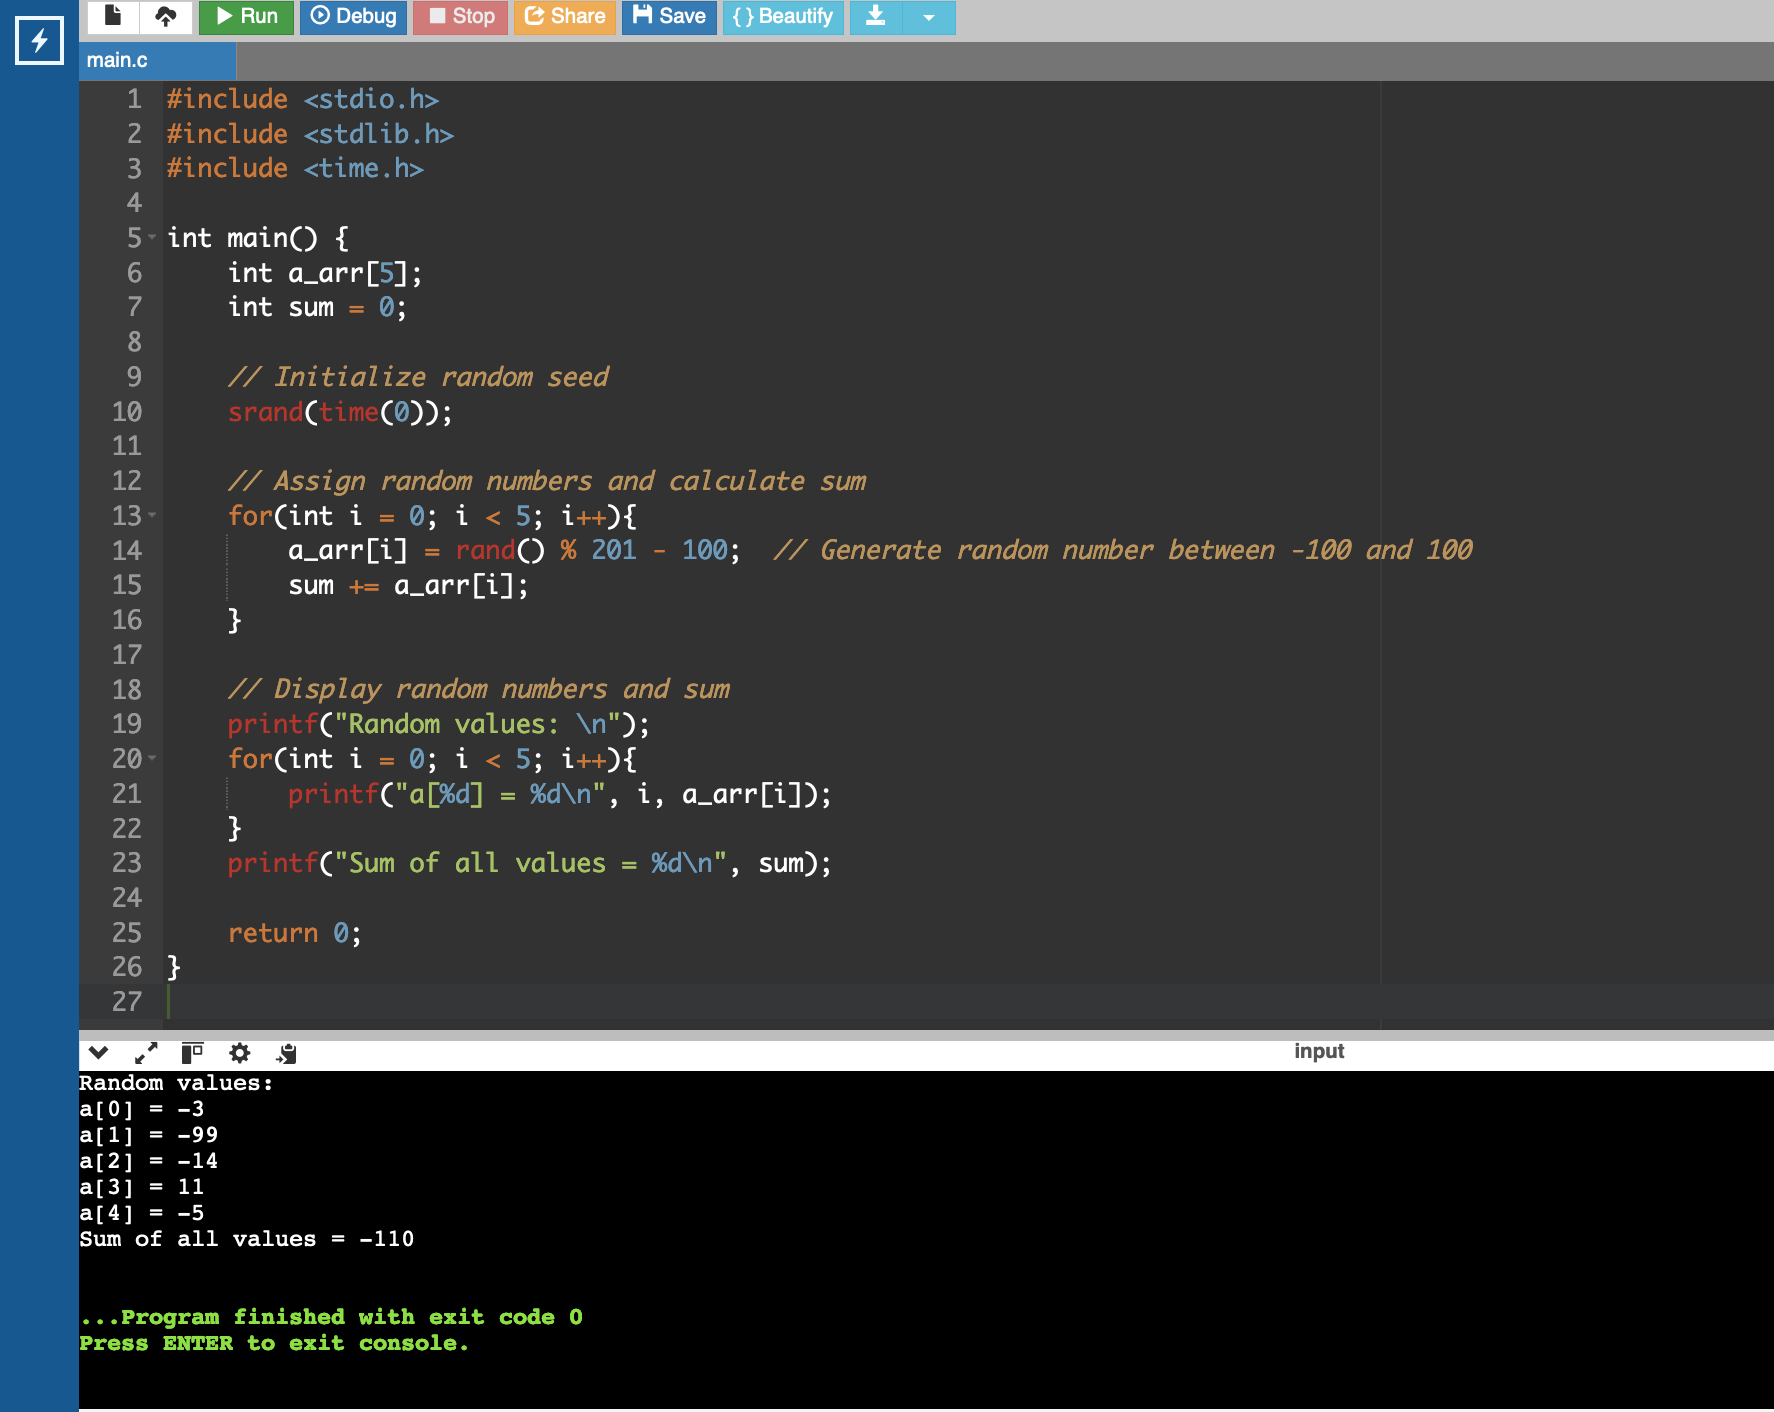 Run Debug Stop Share Save {} Beautify
main.c
1 #include <stdio.h>
2 #include <stdlib.h>
3 #include <time.h>
4
5 int main() {
6     int a_arr[5];
7     int sum = 0;
8
9     // Initialize random seed
10     srand(time(0));
11
12     // Assign random numbers and calculate sum
13     for(int i = 0; i < 5; i++){
14         a_arr[i] = rand() % 201 - 100;  // Generate random number between -100 and 100
15         sum += a_arr[i];
16     }
17
18     // Display random numbers and sum
19     printf("Random values: \n");
20     for(int i = 0; i < 5; i++){
21         printf("a[%d] = %d\n", i, a_arr[i]);
22     }
23     printf("Sum of all values = %d\n", sum);
24
25     return 0;
26 }
27
input
Random values:
a[0] = -3
a[1] = -99
a[2] = -14
a[3] = 11
a[4] = -5
Sum of all values = -110
...Program finished with exit code 0
Press ENTER to exit console.